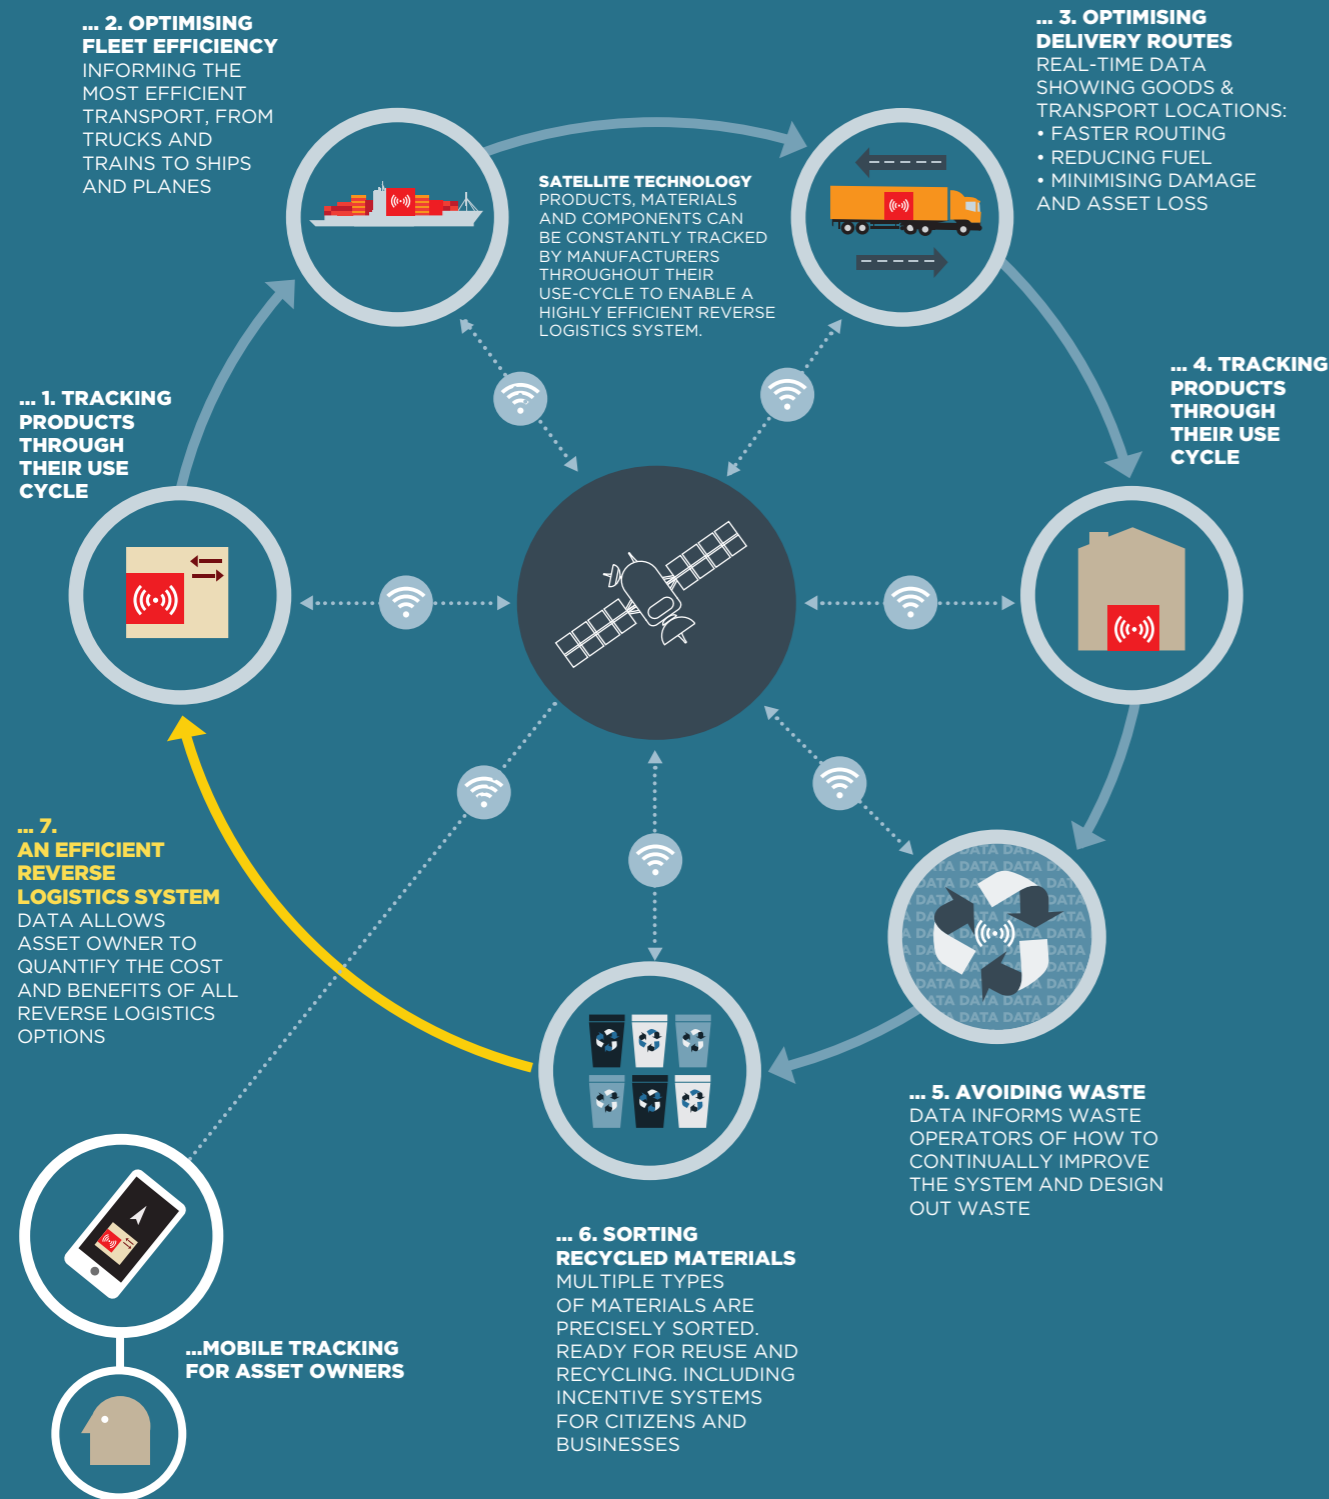 ... 2. OPTIMISING
FLEET EFFICIENCY
INFORMING THE
MOST EFFICIENT
TRANSPORT, FROM
TRUCKS AND
TRAINS TO SHIPS
AND PLANES
... 3. OPTIMISING
DELIVERY ROUTES
REAL-TIME DATA
SHOWING GOODS &
TRANSPORT LOCATIONS:
• FASTER ROUTING
• REDUCING FUEL
• MINIMISING DAMAGE
AND ASSET LOSS
SATELLITE TECHNOLOGY
PRODUCTS, MATERIALS
AND COMPONENTS CAN
BE CONSTANTLY TRACKED
BY MANUFACTURERS
THROUGHOUT THEIR
USE-CYCLE TO ENABLE A
HIGHLY EFFICIENT REVERSE
LOGISTICS SYSTEM.
... 1. TRACKING
PRODUCTS
THROUGH
THEIR USE
CYCLE
... 4. TRACKING
PRODUCTS
THROUGH
THEIR USE
CYCLE
... 7.
AN EFFICIENT
REVERSE
LOGISTICS SYSTEM
DATA ALLOWS
ASSET OWNER TO
QUANTIFY THE COST
AND BENEFITS OF ALL
REVERSE LOGISTICS
OPTIONS
... 5. AVOIDING WASTE
DATA INFORMS WASTE
OPERATORS OF HOW TO
CONTINUALLY IMPROVE
THE SYSTEM AND DESIGN
OUT WASTE
... 6. SORTING
RECYCLED MATERIALS
MULTIPLE TYPES
OF MATERIALS ARE
PRECISELY SORTED.
READY FOR REUSE AND
RECYCLING. INCLUDING
INCENTIVE SYSTEMS
FOR CITIZENS AND
BUSINESSES
...MOBILE TRACKING
FOR ASSET OWNERS